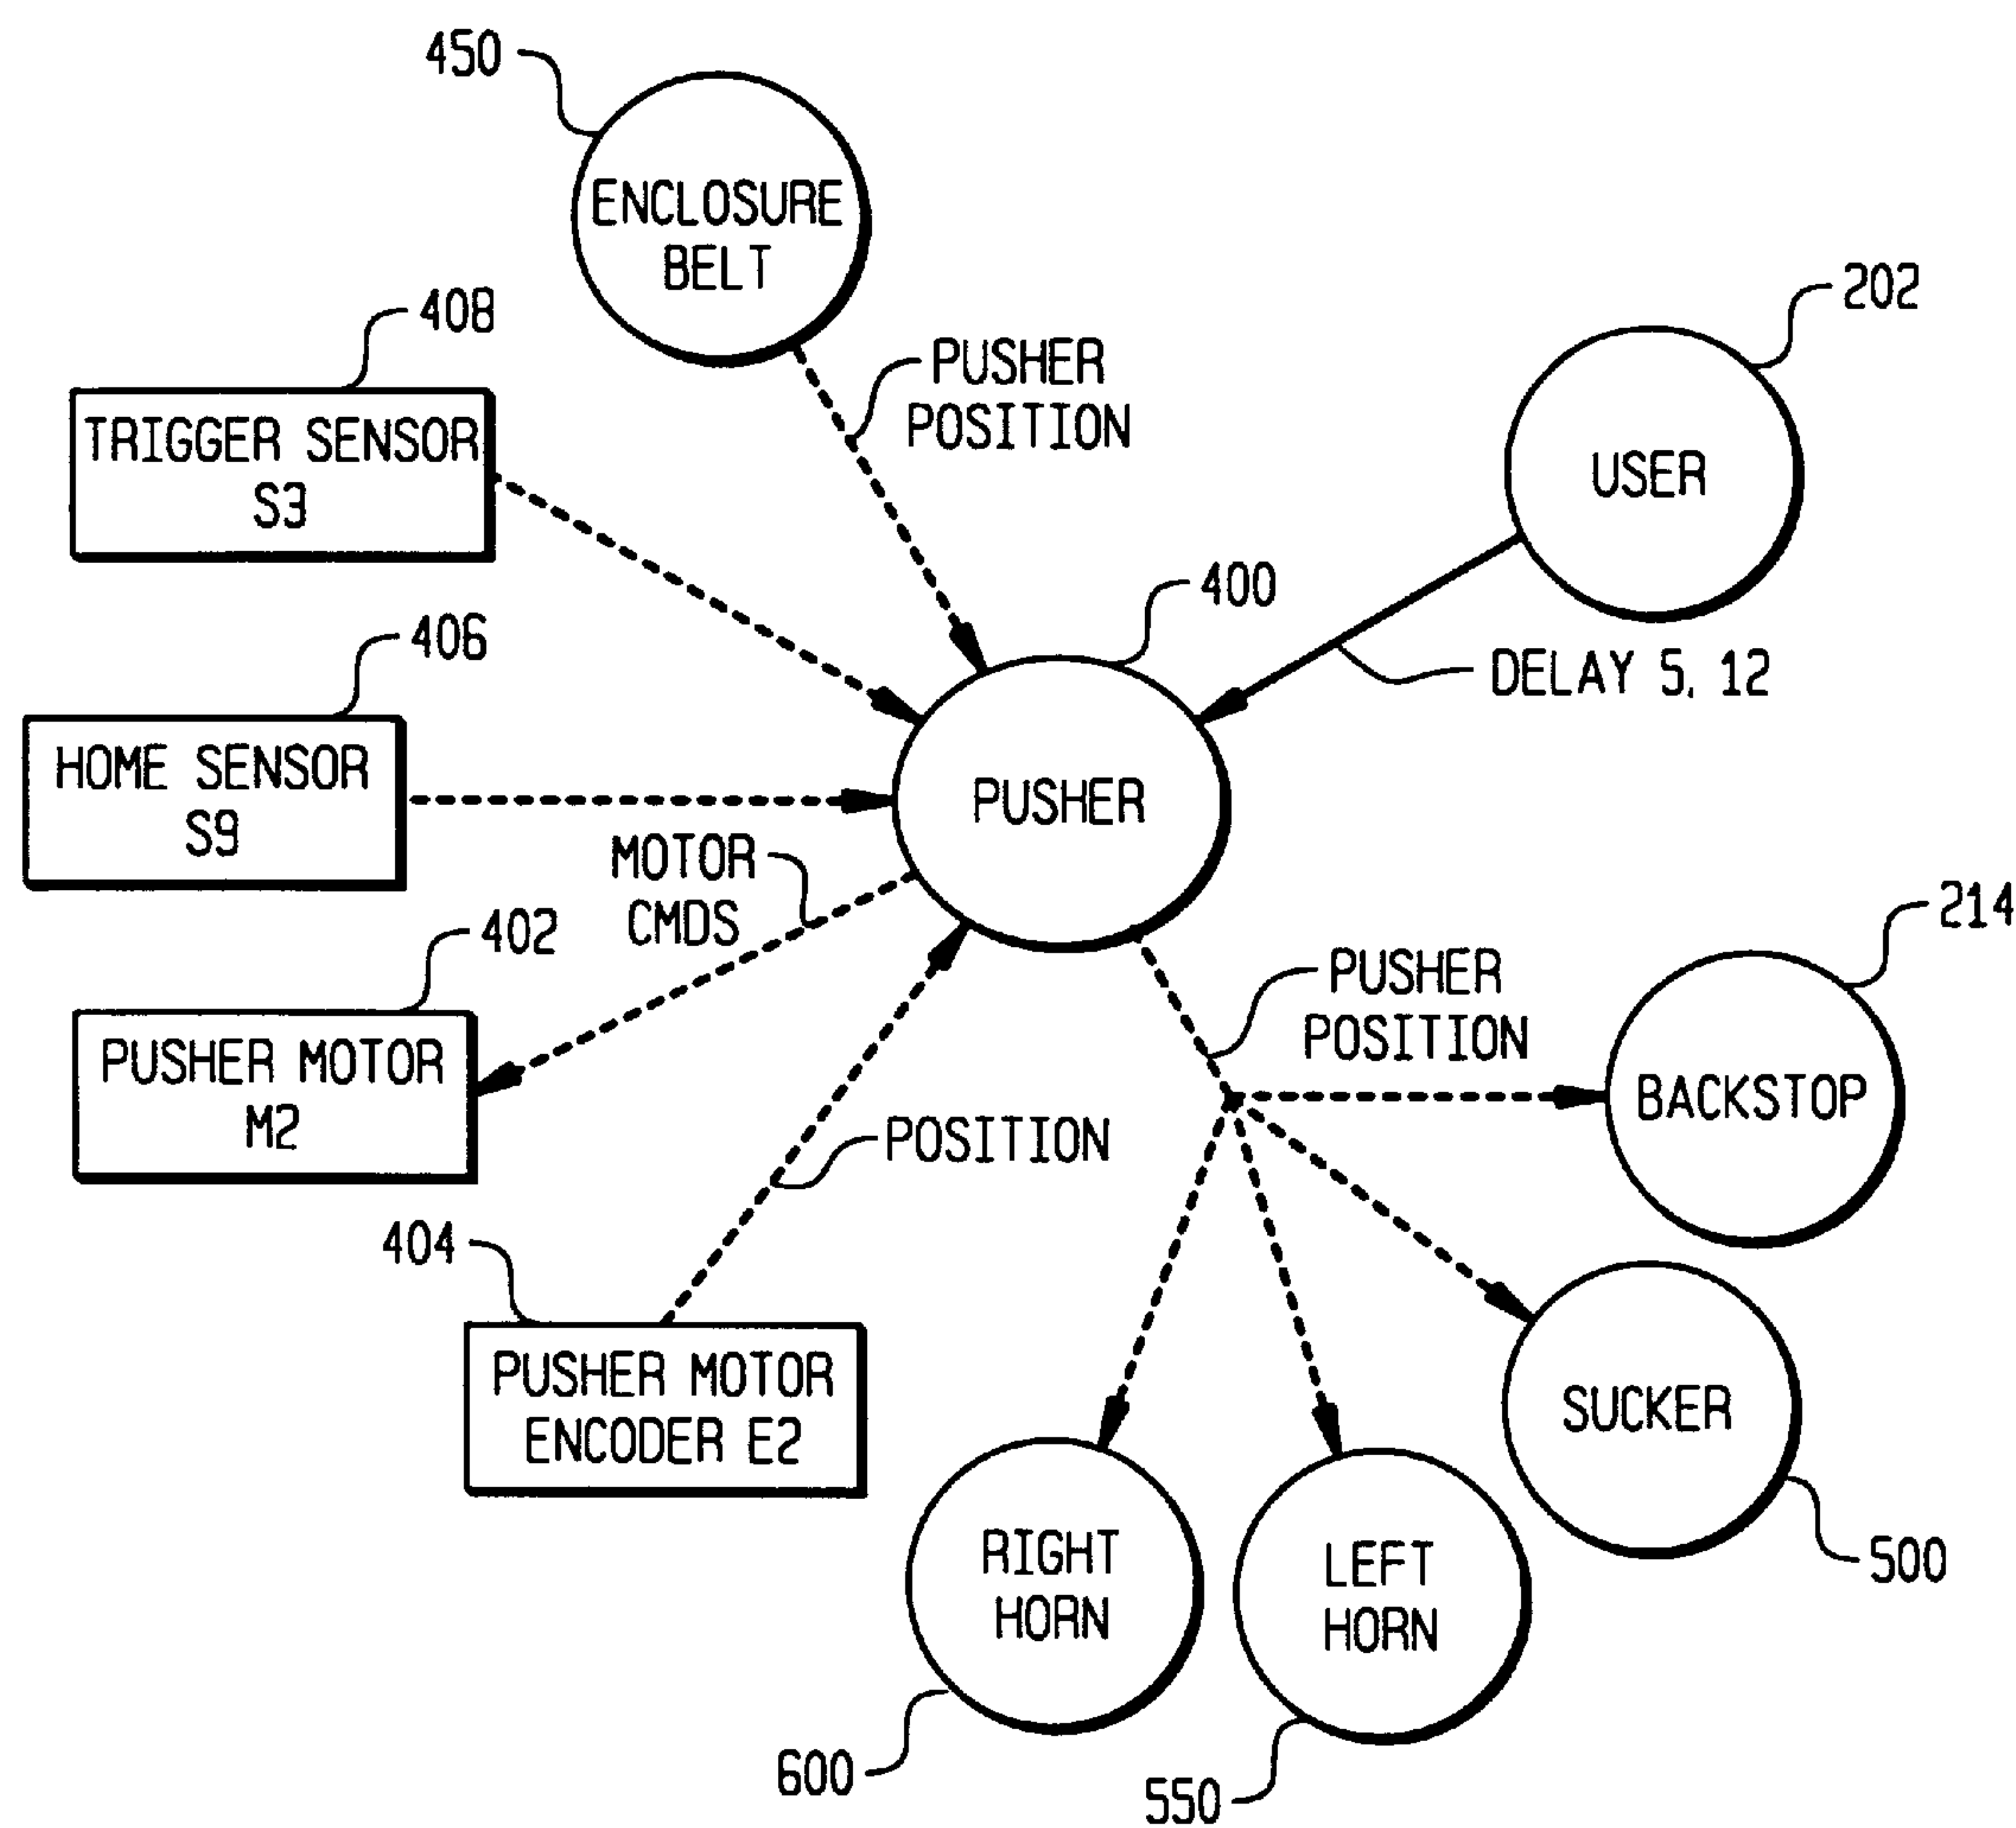 450
ENCLOSURE
BELT
408
TRIGGER SENSOR
S3
PUSHER
POSITION
202
USER
400
DELAY 5, 12
406
HOME SENSOR
S9
PUSHER
MOTOR
CMDS
402
PUSHER MOTOR
M2
214
PUSHER
POSITION
BACKSTOP
POSITION
404
PUSHER MOTOR
ENCODER E2
SUCKER
500
RIGHT
HORN
600
LEFT
HORN
550